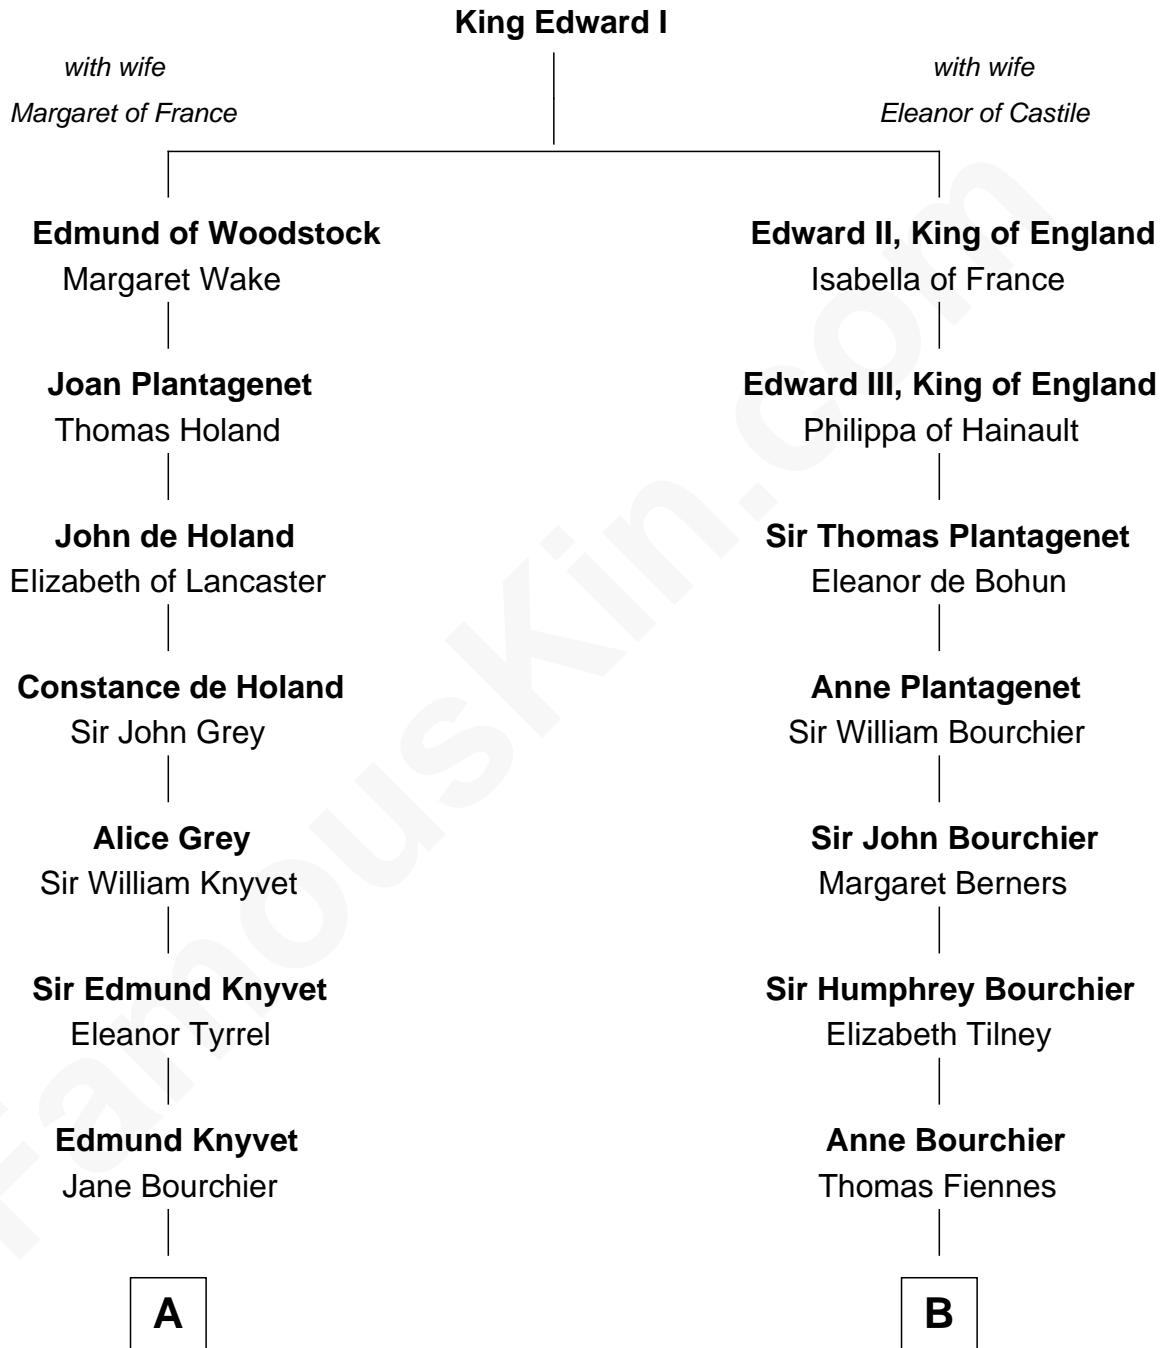 King Edward I
with wife
Margaret of France
with wife
Eleanor of Castile
Edmund of Woodstock
Margaret Wake
Edward II, King of England
Isabella of France
Joan Plantagenet
Thomas Holand
Edward III, King of England
Philippa of Hainault
John de Holand
Elizabeth of Lancaster
Sir Thomas Plantagenet
Eleanor de Bohun
Constance de Holand
Sir John Grey
Anne Plantagenet
Sir William Bourchier
Alice Grey
Sir William Knyvet
Sir John Bourchier
Margaret Berners
Sir Edmund Knyvet
Eleanor Tyrrel
Sir Humphrey Bourchier
Elizabeth Tilney
Edmund Knyvet
Jane Bourchier
Anne Bourchier
Thomas Fiennes
A
B
FamousKin.com